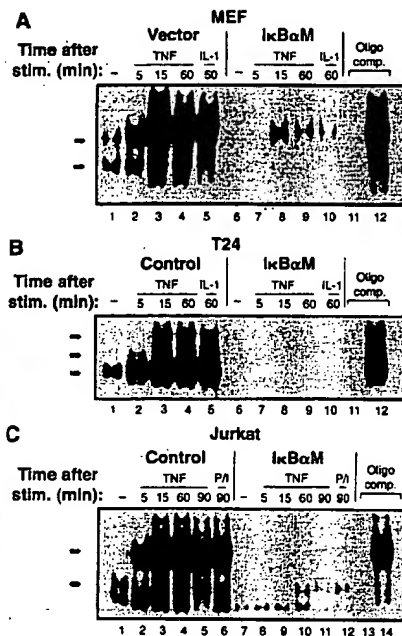 A
MEF
Vector
IκBαM
Time after stim. (min):
– TNF 5 15 60 IL-1 60
– TNF 5 15 60 IL-1 60
Oligo comp.
1 2 3 4 5 6 7 8 9 10 11 12
B
T24
Control
IκBαM
Time after stim. (min):
– TNF 5 15 60 IL-1 60
– TNF 5 15 60 IL-1 60
Oligo comp.
1 2 3 4 5 6 7 8 9 10 11 12
C
Jurkat
Control
IκBαM
Time after stim. (min):
– TNF 5 15 60 90 P/I 90
– TNF 5 15 60 90 P/I 90
Oligo comp.
1 2 3 4 5 6 7 8 9 10 11 12 13 14